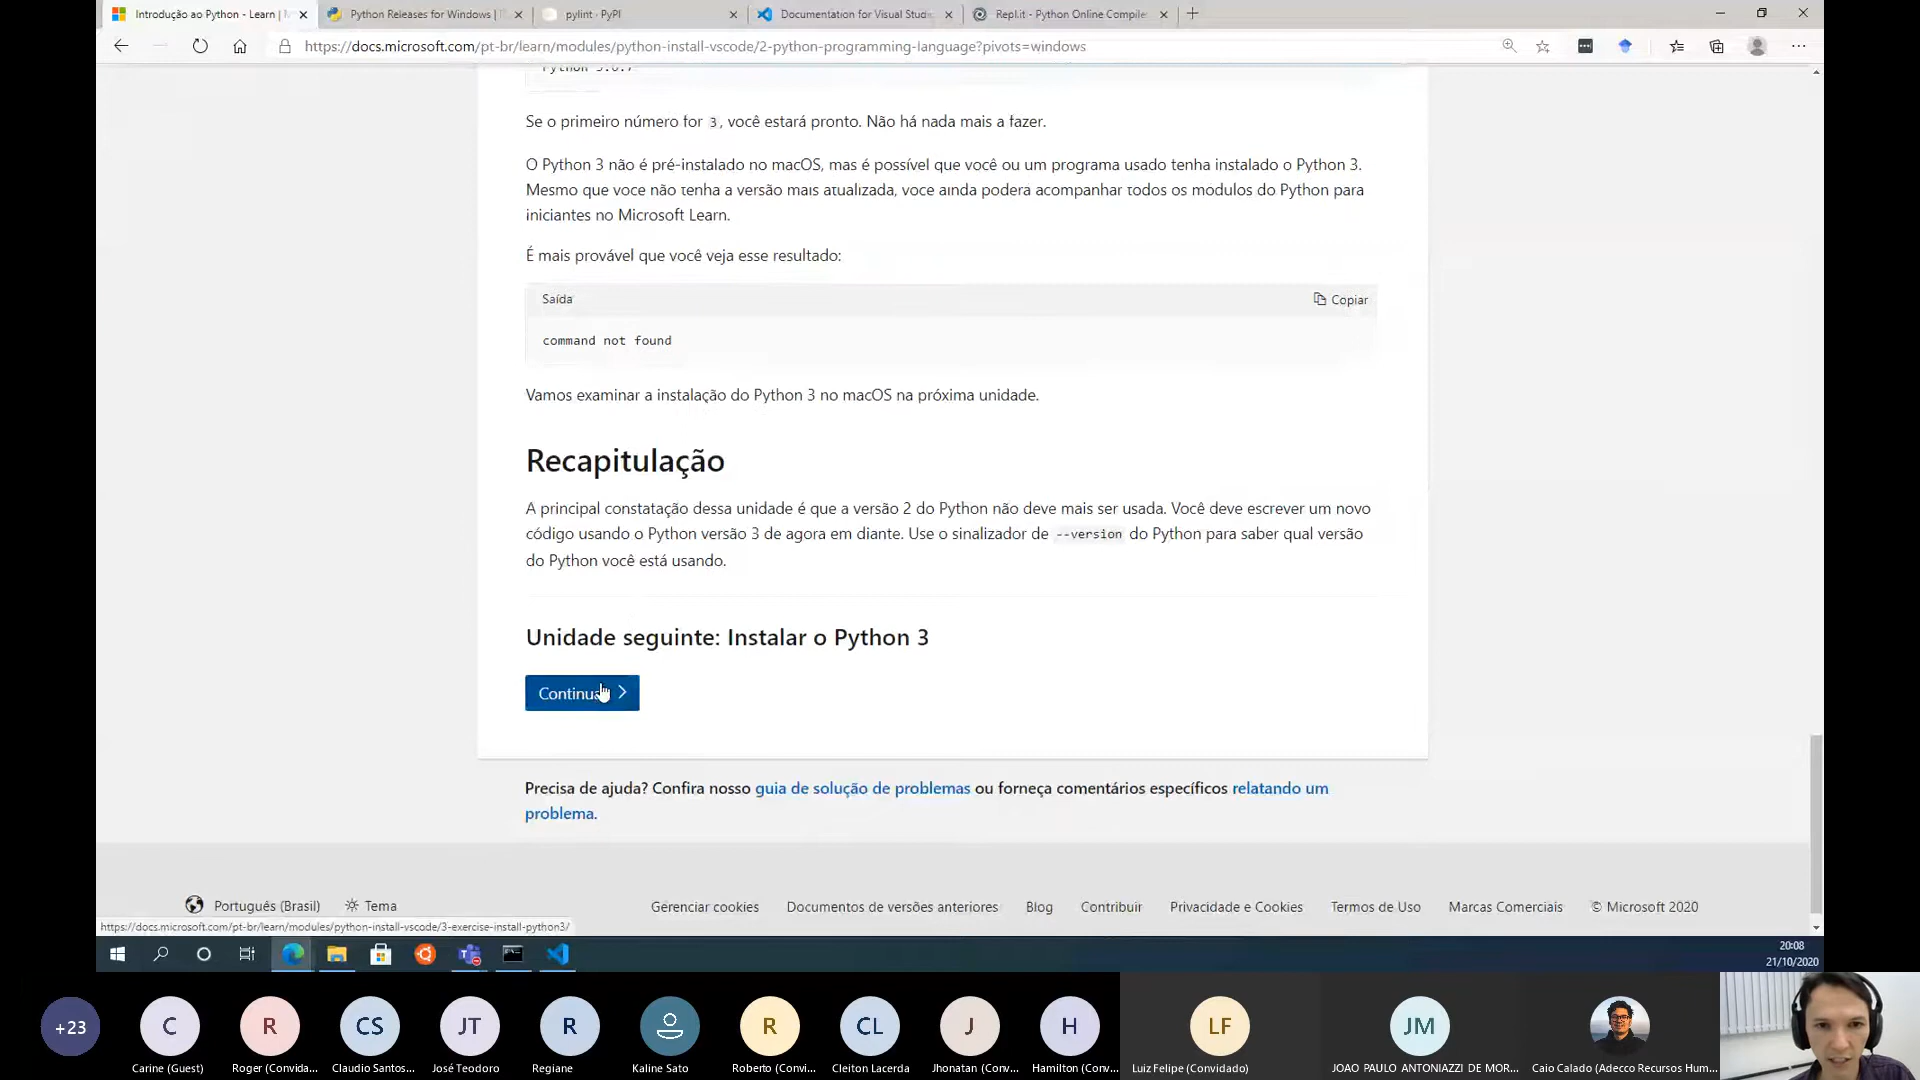 Introdução ao Python - Learn |
Python Releases for Windows |
pylint · PyPI
Documentation for Visual Studi
Repl.it - Python Online Compile
https://docs.microsoft.com/pt-br/learn/modules/python-install-vscode/2-python-programming-language?pivots=windows
Se o primeiro número for 3, você estará pronto. Não há nada mais a fazer.
O Python 3 não é pré-instalado no macOS, mas é possível que você ou um programa usado tenha instalado o Python 3.
Mesmo que voce não tenha a versão mais atualizada, voce ainda podera acompanhar todos os modulos do Python para
iniciantes no Microsoft Learn.
É mais provável que você veja esse resultado:
Saída
Copiar
command not found
Vamos examinar a instalação do Python 3 no macOS na próxima unidade.
Recapitulação
A principal constatação dessa unidade é que a versão 2 do Python não deve mais ser usada. Você deve escrever um novo
código usando o Python versão 3 de agora em diante. Use o sinalizador de --version do Python para saber qual versão
do Python você está usando.
Unidade seguinte: Instalar o Python 3
Continua
Precisa de ajuda? Confira nosso guia de solução de problemas ou forneça comentários específicos relatando um
problema.
Português (Brasil)
Tema
Gerenciar cookies
Documentos de versões anteriores
Blog
Contribuir
Privacidade e Cookies
Termos de Uso
Marcas Comerciais
© Microsoft 2020
https://docs.microsoft.com/pt-br/learn/modules/python-install-vscode/3-exercise-install-python3/
20:08
21/10/2020
+23
C
R
CS
JT
R
R
CL
J
H
LF
JM
Carine (Guest)
Roger (Convida...
Claudio Santos...
José Teodoro
Regiane
Kaline Sato
Roberto (Convi...
Cleiton Lacerda
Jhonatan (Conv...
Hamilton (Conv...
Luiz Felipe (Convidado)
JOAO PAULO ANTONIAZZI DE MOR...
Caio Calado (Adecco Recursos Hum...